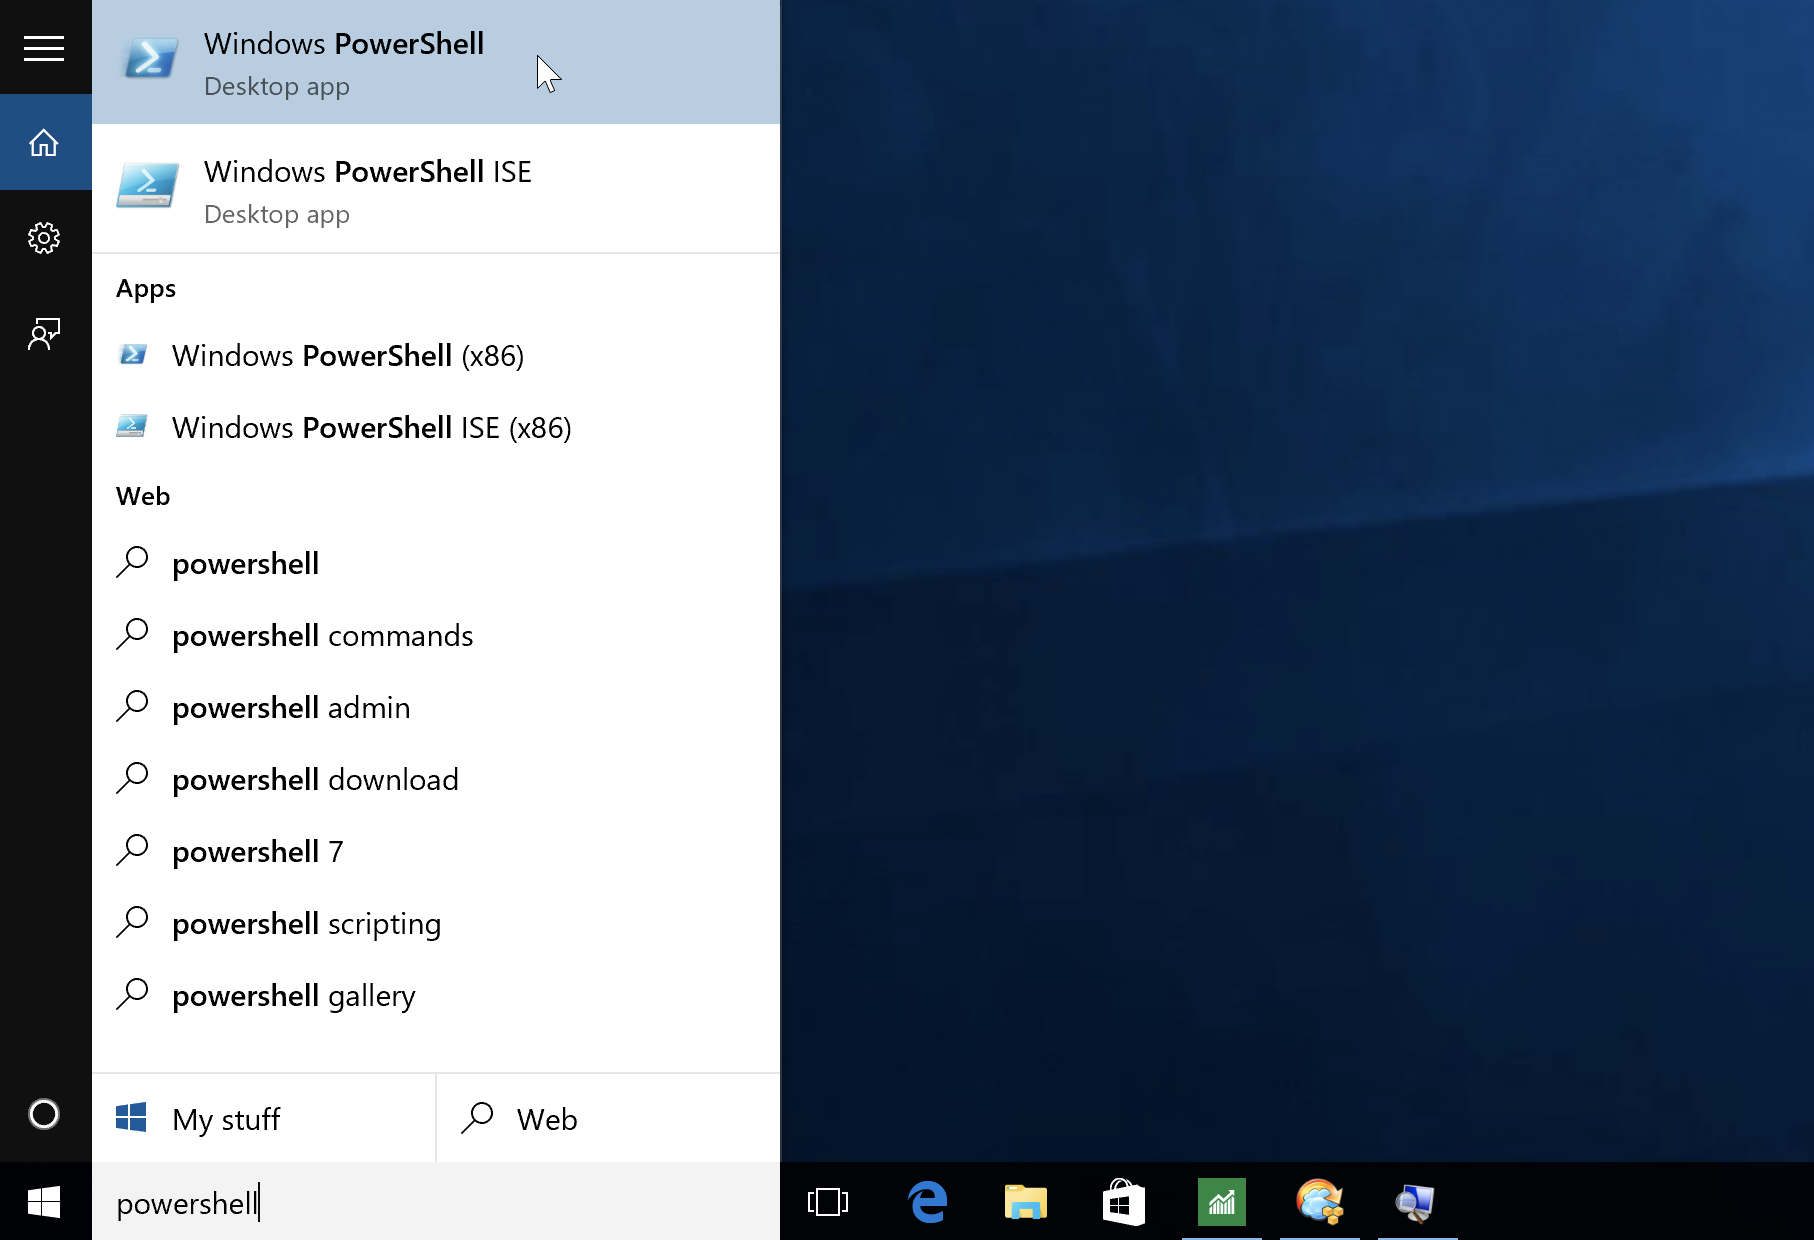 Windows PowerShell
Desktop app
Windows PowerShell ISE
Desktop app
Apps
Windows PowerShell (x86)
Windows PowerShell ISE (x86)
Web
powershell
powershell commands
powershell admin
powershell download
powershell 7
powershell scripting
powershell gallery
My stuff
Web
powershell